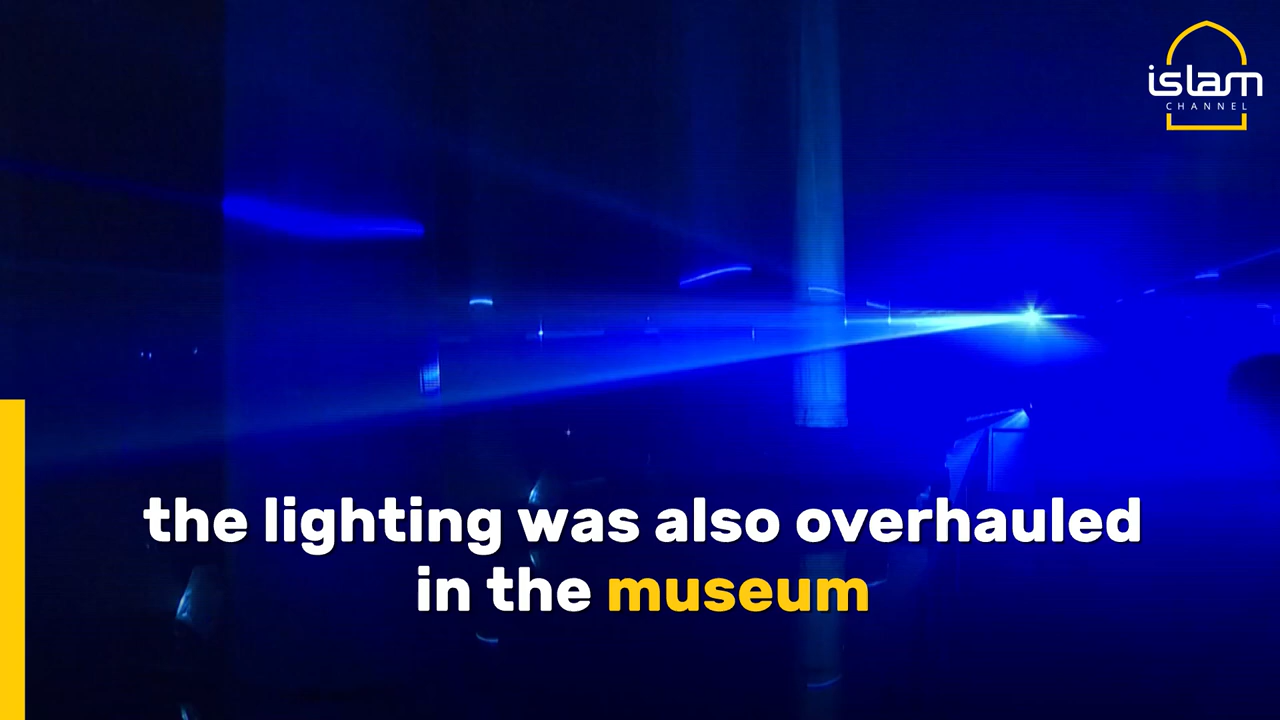 islam
CHANNEL
the lighting was also overhauled
in the museum